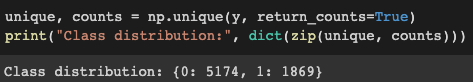 unique, counts = np.unique(y, return_counts=True)
print("Class distribution:", dict(zip(unique, counts)))
Class distribution: {0: 5174, 1: 1869}